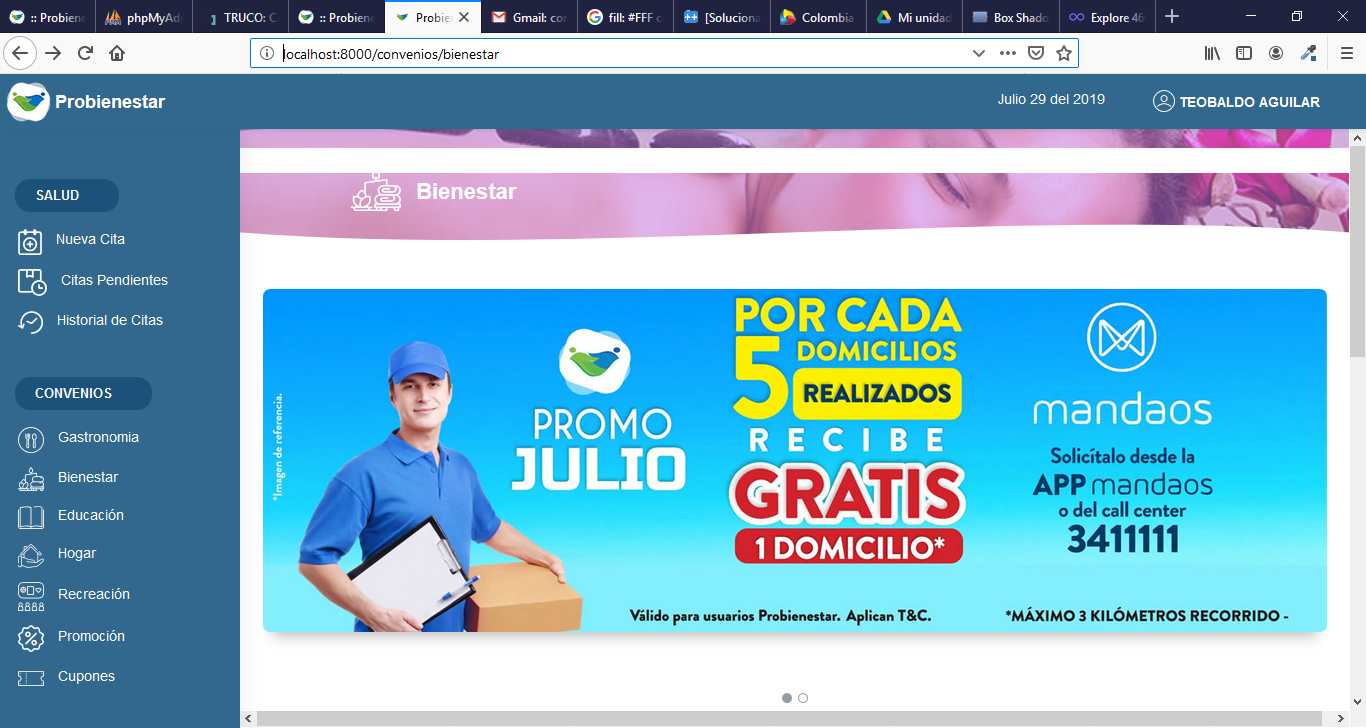 :: Probien
phpMyAd
TRUCO: C
:: Probiene
Probie
Gmail: co
fill: #FFF c
[Soluciona
Colombia
Mi unidad
Box Shado
Explore 46
localhost:8000/convenios/bienestar
Probienestar
Julio 29 del 2019
TEOBALDO AGUILAR
SALUD
Nueva Cita
Citas Pendientes
Historial de Citas
CONVENIOS
Gastronomia
Bienestar
Educación
Hogar
Recreación
Promoción
Cupones
Bienestar
*Imagen de referencia.
PROMO
JULIO
POR CADA
5 DOMICILIOS
REALIZADOS
RECIBE
GRATIS
1 DOMICILIO*
Válido para usuarios Probienestar. Aplican T&C.
mandaos
Solicítalo desde la
APP mandaos
o del call center
3411111
*MÁXIMO 3 KILÓMETROS RECORRIDO -